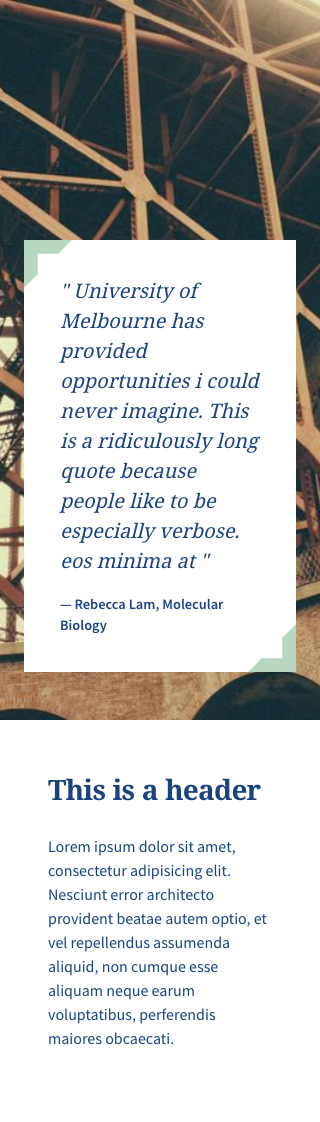 " University of
Melbourne has
provided
opportunities i could
never imagine. This
is a ridiculously long
quote because
people like to be
especially verbose.
eos minima at "
— Rebecca Lam, Molecular
Biology
This is a header
Lorem ipsum dolor sit amet,
consectetur adipisicing elit.
Nesciunt error architecto
provident beatae autem optio, et
vel repellendus assumenda
aliquid, non cumque esse
aliquam neque earum
voluptatibus, perferendis
maiores obcaecati.